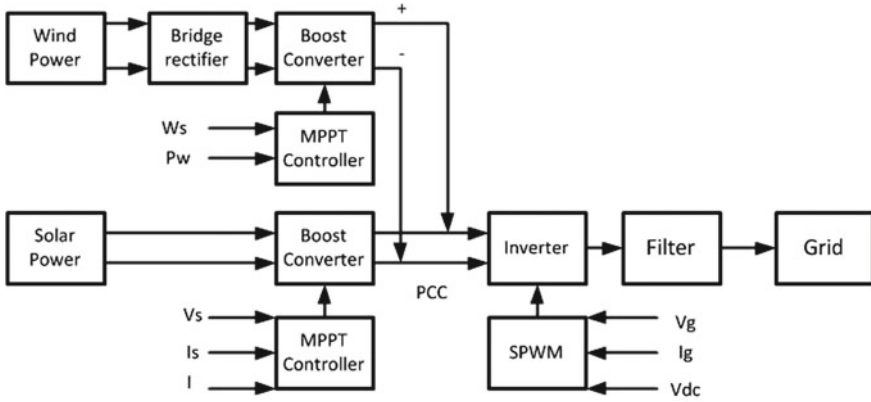 Wind
Power
Bridge
rectifier
Boost
Converter
+
-
Ws
Pw
MPPT
Controller
Solar
Power
Boost
Converter
Inverter
Filter
Grid
PCC
Vs
Is
I
MPPT
Controller
SPWM
Vg
Ig
Vdc